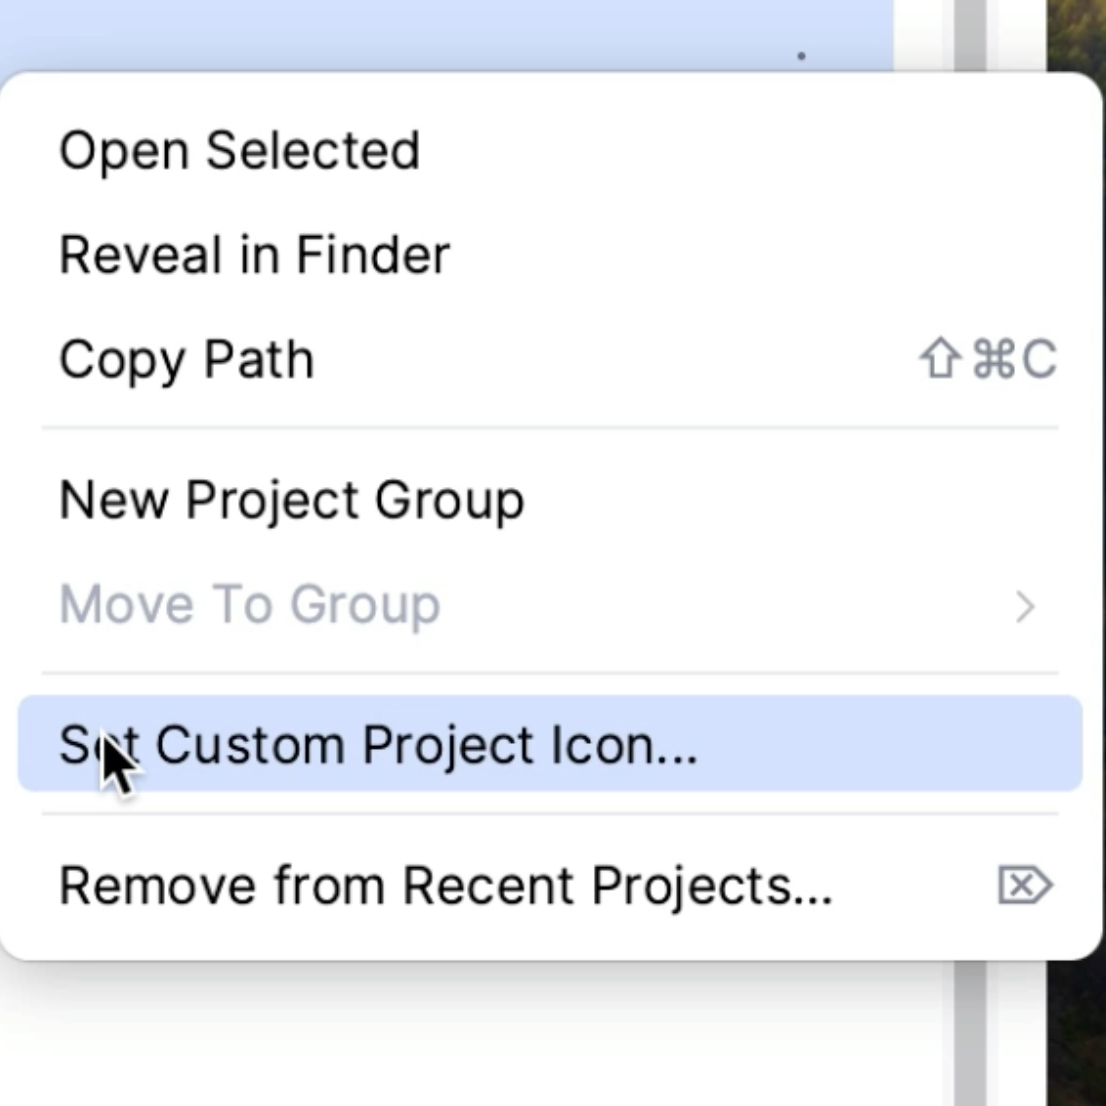 Open Selected
Reveal in Finder
Copy Path ⇧⌘C
New Project Group
Move To Group
Set Custom Project Icon...
Remove from Recent Projects... ⌦